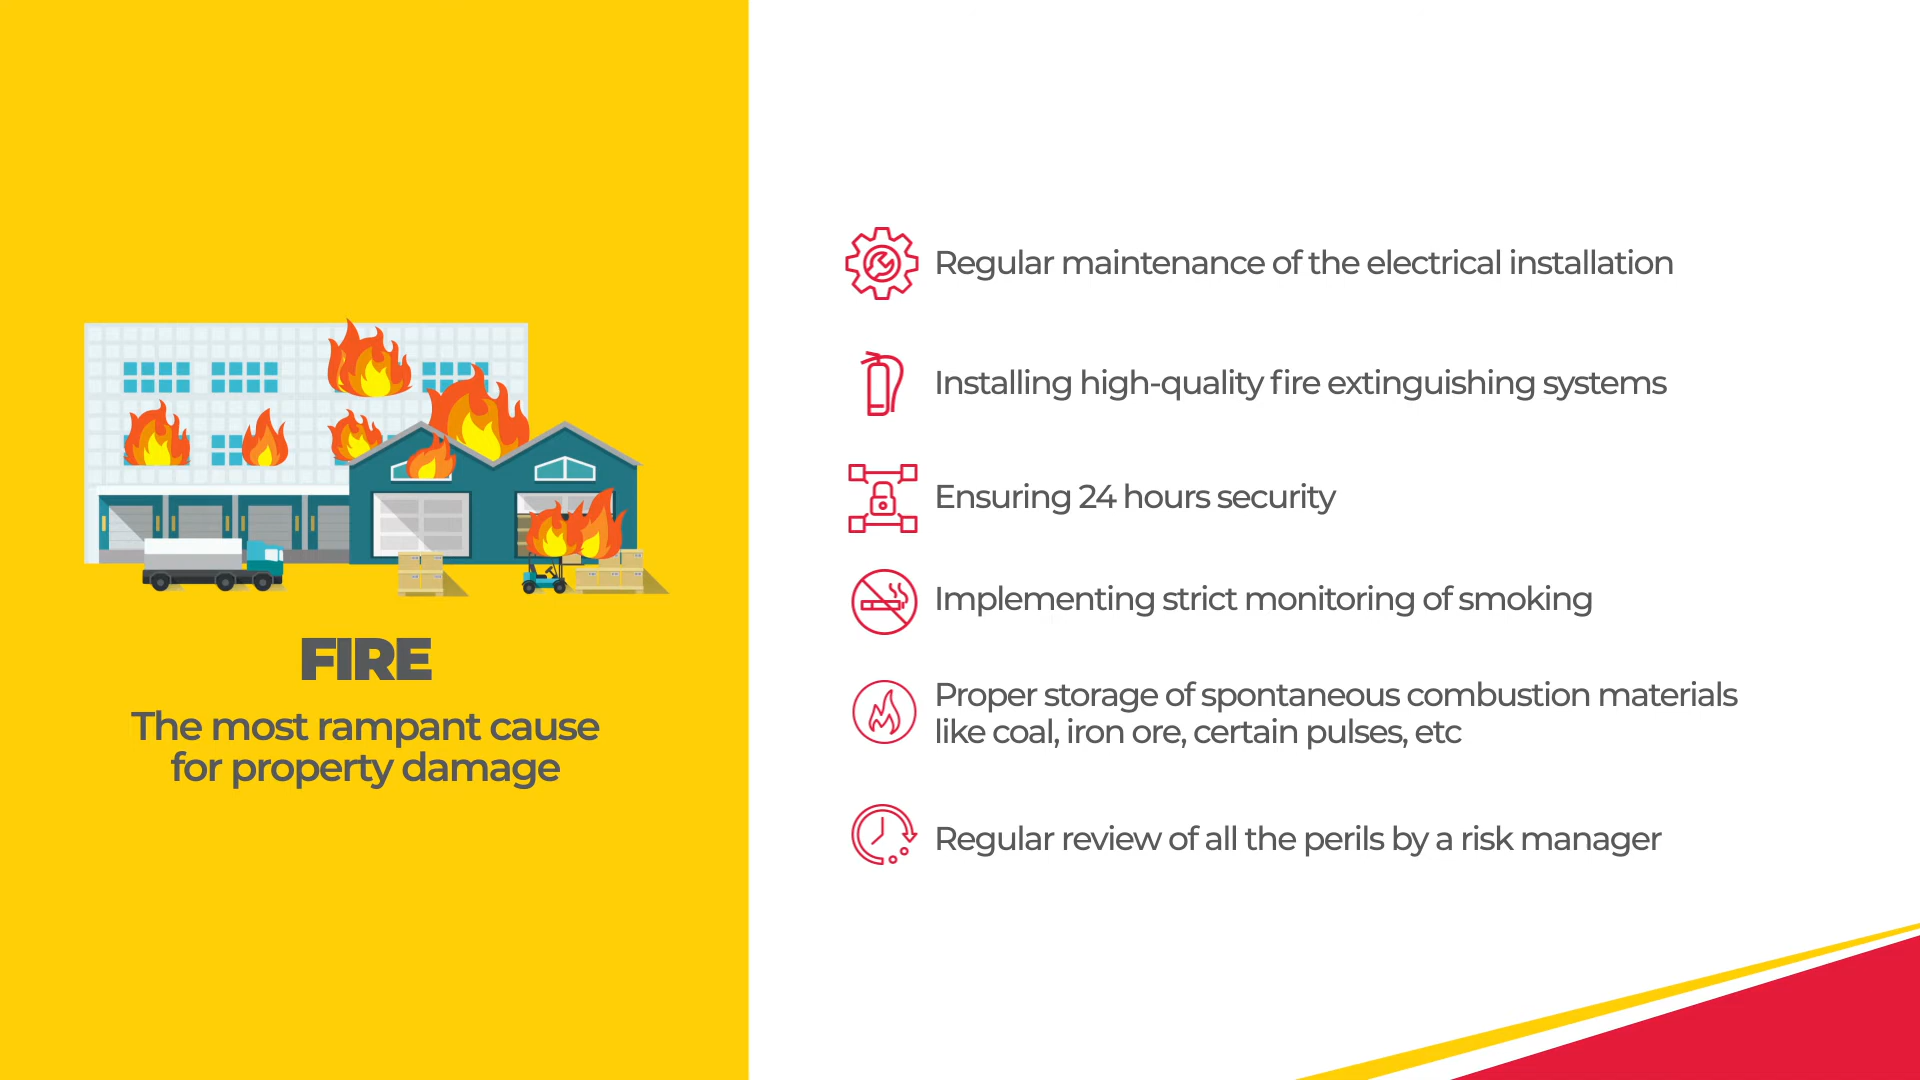 FIRE
The most rampant cause
for property damage
Regular maintenance of the electrical installation
Installing high-quality fire extinguishing systems
Ensuring 24 hours security
Implementing strict monitoring of smoking
Proper storage of spontaneous combustion materials
like coal, iron ore, certain pulses, etc
Regular review of all the perils by a risk manager